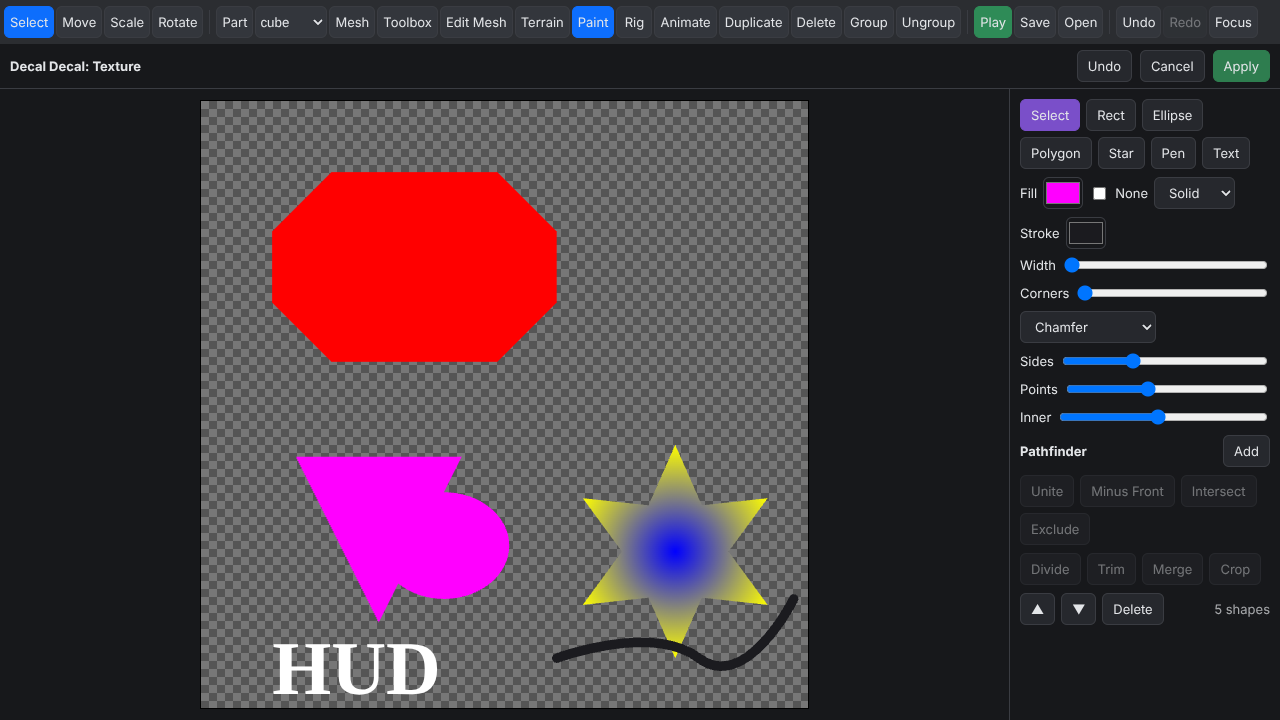 Select Move Scale Rotate Part cube Mesh Toolbox Edit Mesh Terrain Paint Rig Animate Duplicate Delete Group Ungroup Play Save Open Undo Redo Focus
Decal Decal: Texture Undo Cancel Apply
Select Rect Ellipse
Polygon Star Pen Text
Fill None Solid
Stroke
Width
Corners
Chamfer
Sides
Points
Inner
Pathfinder Add
Unite Minus Front Intersect
Exclude
Divide Trim Merge Crop
▲ ▼ Delete 5 shapes
HUD